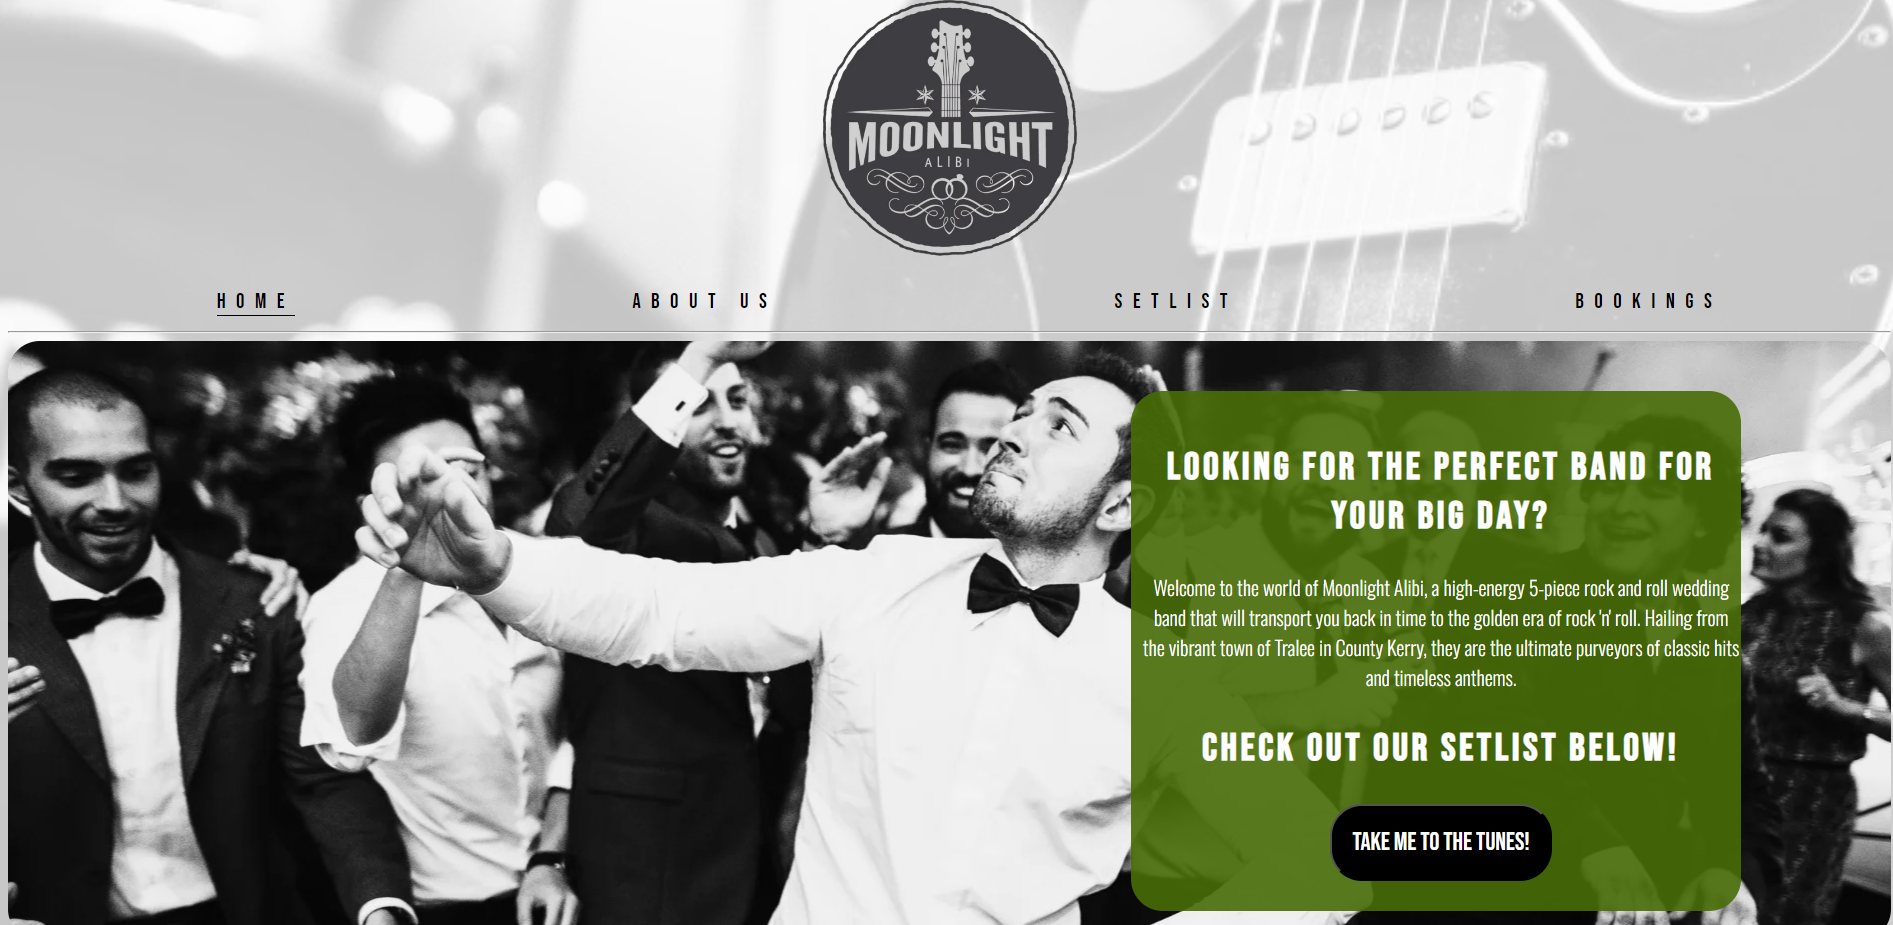 MOONLIGHT
ALIBI
HOME
ABOUT US
SETLIST
BOOKINGS
LOOKING FOR THE PERFECT BAND FOR
YOUR BIG DAY?
Welcome to the world of Moonlight Alibi, a high-energy 5-piece rock and roll wedding
band that will transport you back in time to the golden era of rock 'n' roll. Hailing from
the vibrant town of Tralee in County Kerry, they are the ultimate purveyors of classic hits
and timeless anthems.
CHECK OUT OUR SETLIST BELOW!
TAKE ME TO THE TUNES!